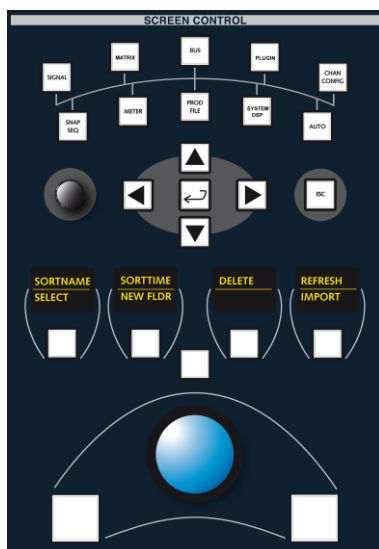 SCREEN CONTROL
SIGNAL
MATRIX
BUS
PLUGIN
CHAN
CONFIG
SNAP
SEQ
METER
PROD
FILE
SYSTEM
DSP
AUTO
ESC
SORTNAME
SELECT
SORTTIME
NEW FLDR
DELETE
REFRESH
IMPORT